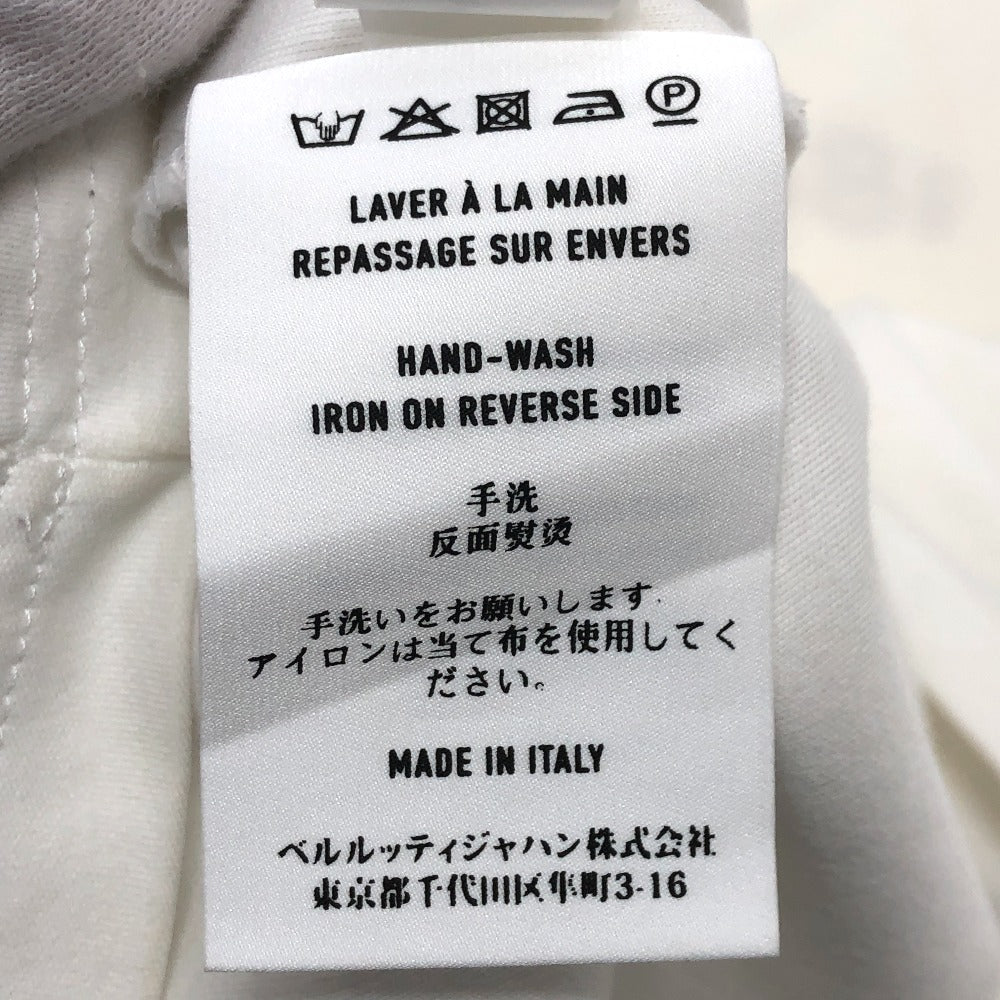 P
LAVER À LA MAIN
REPASSAGE SUR ENVERS
HAND-WASH
IRON ON REVERSE SIDE
手洗
反面熨烫
手洗いをお願いします.
アイロンは当て布を使用してく
ださい。
MADE IN ITALY
ベルルッティジャハン株式会社
東京都千代田区隼町3-16